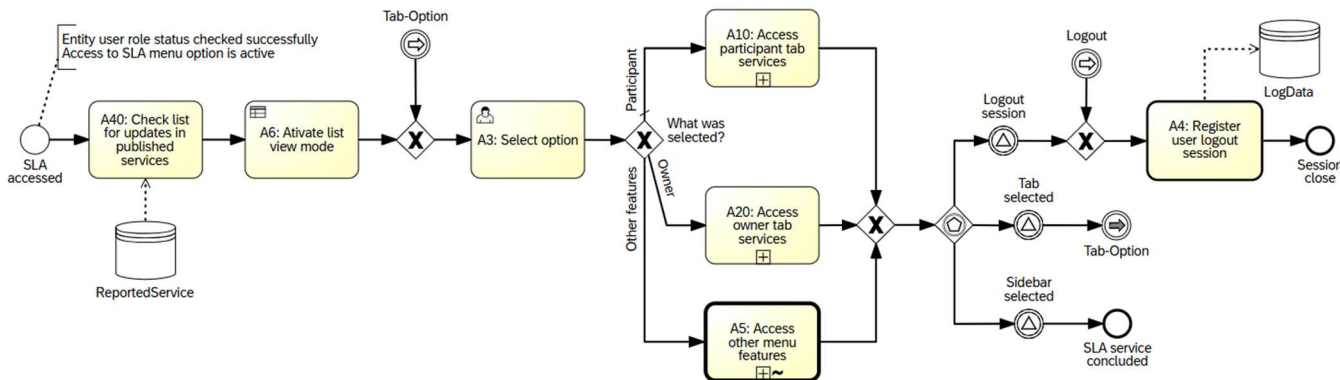 Entity user role status checked successfully
Access to SLA menu option is active
SLA
accessed
A40: Check list
for updates in
published
services
ReportedService
A6: Ativate list
view mode
Tab-Option
A3: Select option
What was
selected?
Participant
Owner
Other features
A10: Access
participant tab
services
A20: Access
owner tab
services
A5: Access
other menu
features
Logout
session
Tab
selected
Sidebar
selected
Logout
Tab-Option
SLA service
concluded
A4: Register
user logout
session
LogData
Session
close